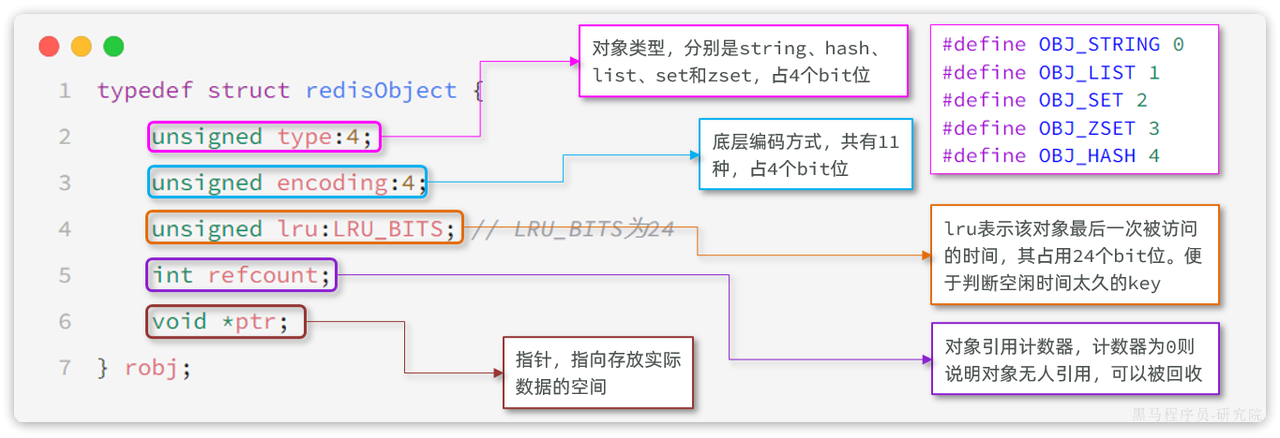 1 typedef struct redisObject {
2 unsigned type:4;
3 unsigned encoding:4;
4 unsigned lru:LRU_BITS; // LRU_BITS为24
5 int refcount;
6 void *ptr;
7 } robj;
对象类型，分别是string、hash、
list、set和zset，占4个bit位
#define OBJ_STRING 0
#define OBJ_LIST 1
#define OBJ_SET 2
#define OBJ_ZSET 3
#define OBJ_HASH 4
底层编码方式，共有11
种，占4个bit位
lru表示该对象最后一次被访问
的时间，其占用24个bit位。便
于判断空闲时间太久的key
对象引用计数器，计数器为0则
说明对象无人引用，可以被回收
指针，指向存放实际
数据的空间
黑马程序员-研究院